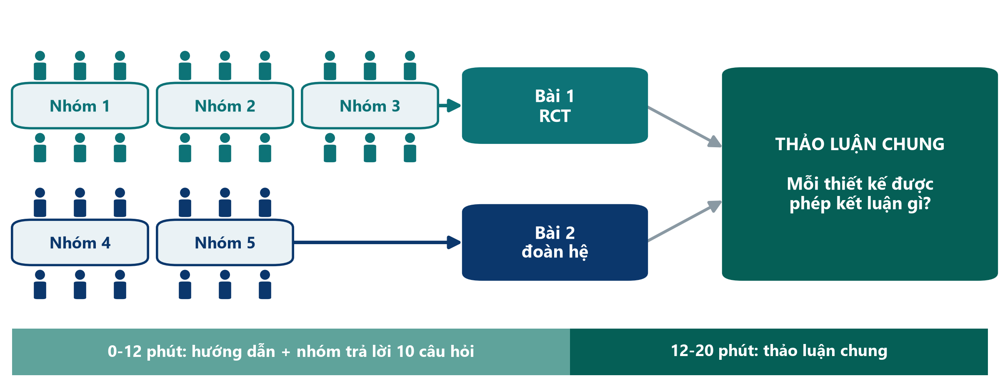 Nhóm 1
Nhóm 2
Nhóm 3
Bài 1
RCT
Nhóm 4
Nhóm 5
Bài 2
đoàn hệ
THẢO LUẬN CHUNG
Mỗi thiết kế được
phép kết luận gì?
0-12 phút: hướng dẫn + nhóm trả lời 10 câu hỏi
12-20 phút: thảo luận chung